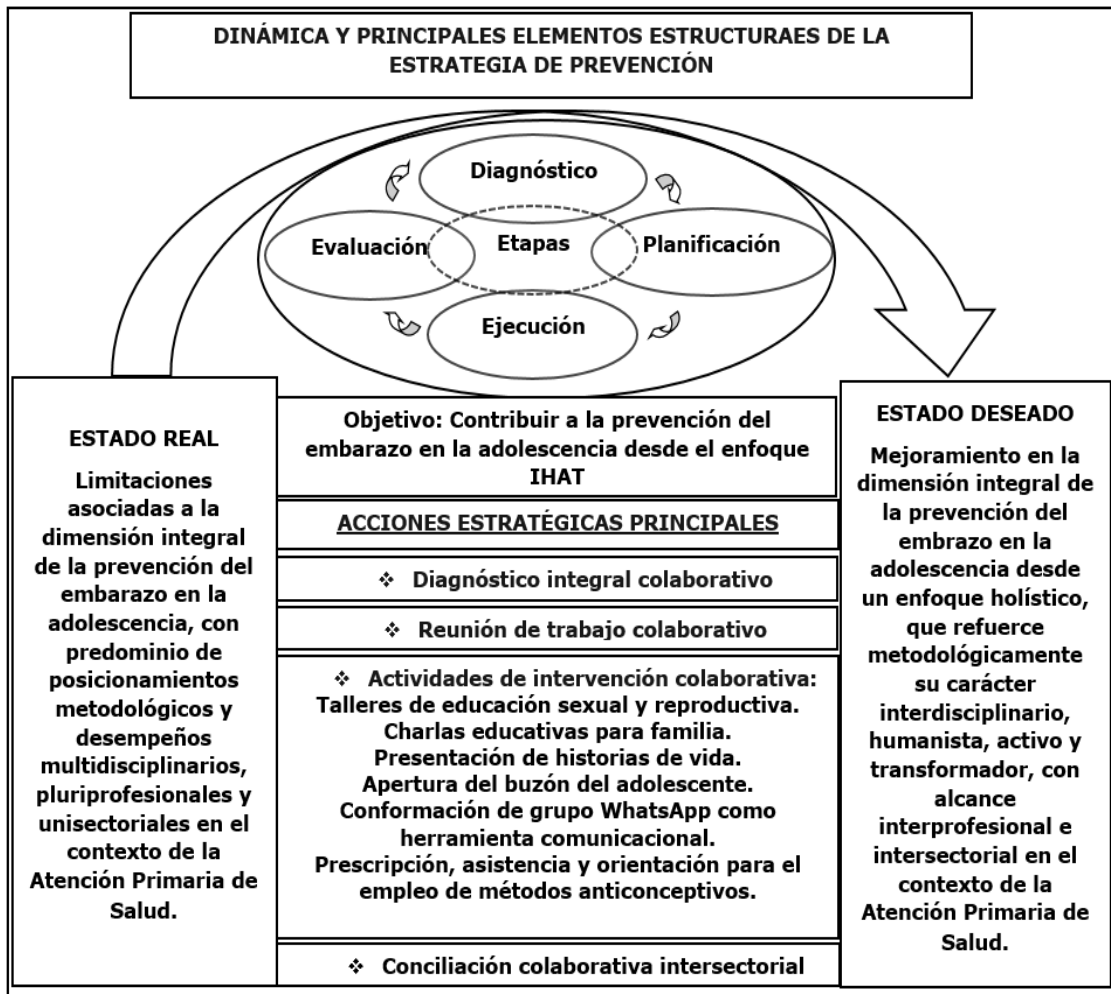 DINÁMICA Y PRINCIPALES ELEMENTOS ESTRUCTURAES DE LA
ESTRATEGIA DE PREVENCIÓN
Diagnóstico
Evaluación
Etapas
Planificación
Ejecución
ESTADO REAL
Limitaciones
asociadas a la
dimensión integral
de la prevención del
embarazo en la
adolescencia, con
predominio de
posicionamientos
metodológicos y
desempeños
multidisciplinarios,
pluriprofesionales y
unisectoriales en el
contexto de la
Atención Primaria de
Salud.
Objetivo: Contribuir a la prevención del
embarazo en la adolescencia desde el enfoque
IHAT
ACCIONES ESTRATÉGICAS PRINCIPALES
❖ Diagnóstico integral colaborativo
❖ Reunión de trabajo colaborativo
❖ Actividades de intervención colaborativa:
Talleres de educación sexual y reproductiva.
Charlas educativas para familia.
Presentación de historias de vida.
Apertura del buzón del adolescente.
Conformación de grupo WhatsApp como
herramienta comunicacional.
Prescripción, asistencia y orientación para el
empleo de métodos anticonceptivos.
❖ Conciliación colaborativa intersectorial
ESTADO DESEADO
Mejoramiento en la
dimensión integral de
la prevención del
embrazo en la
adolescencia desde
un enfoque holístico,
que refuerce
metodológicamente
su carácter
interdisciplinario,
humanista, activo y
transformador, con
alcance
interprofesional e
intersectorial en el
contexto de la
Atención Primaria de
Salud.